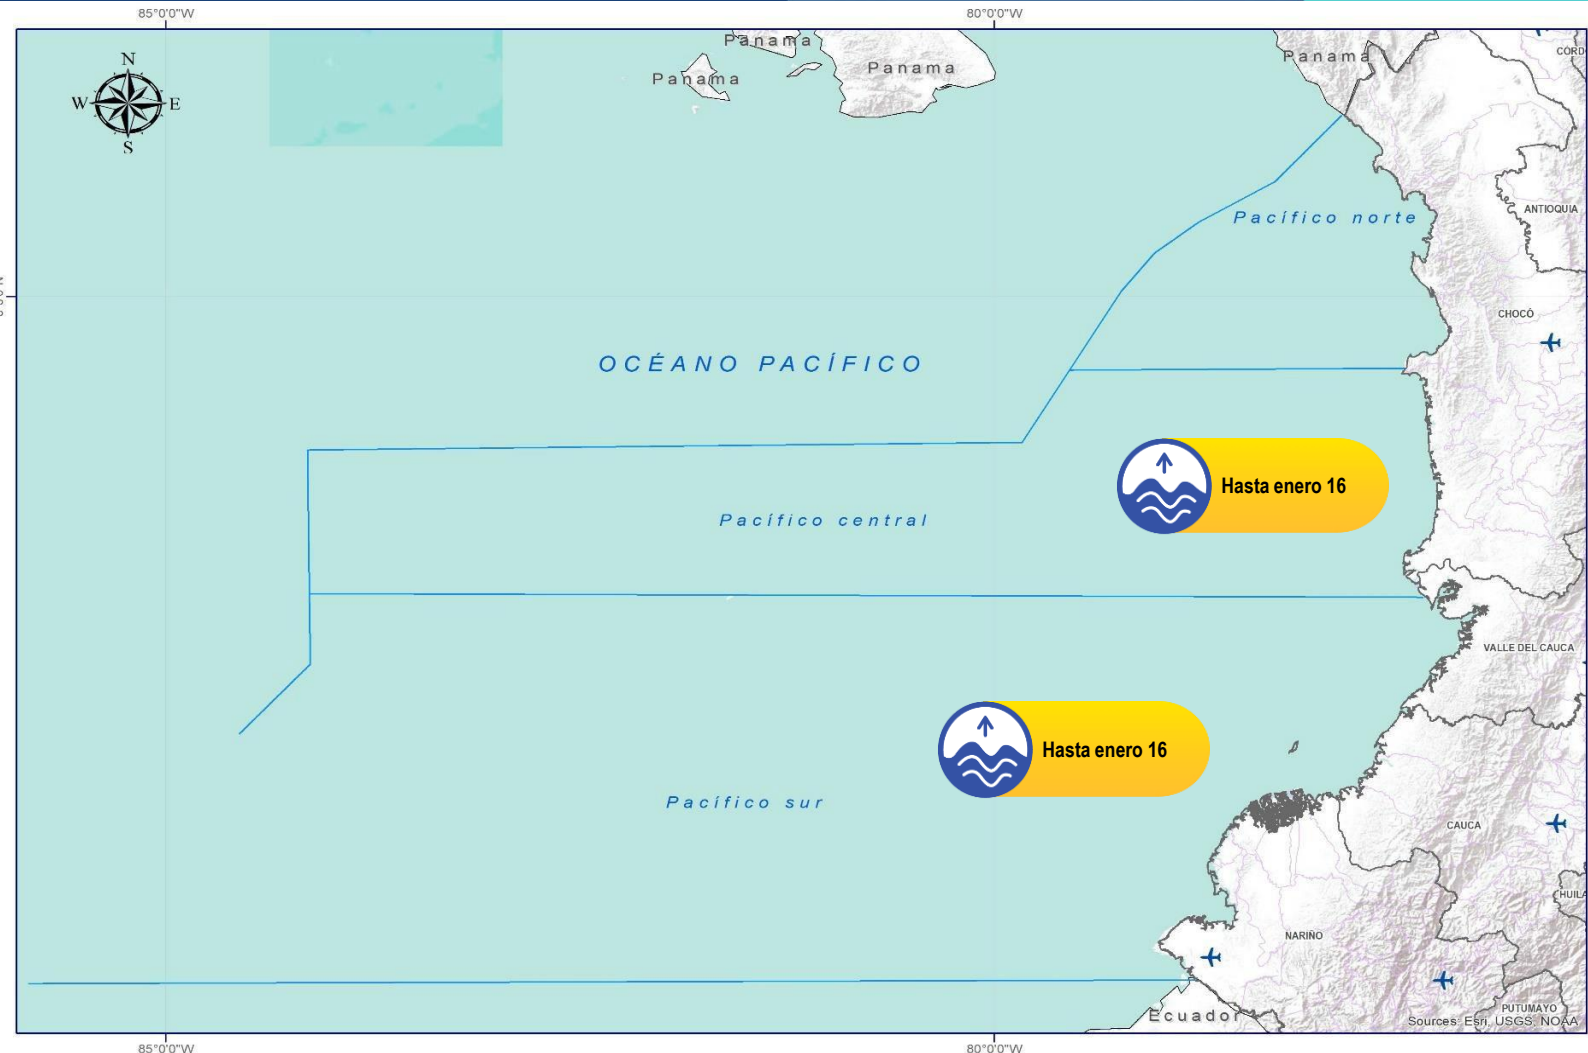 85°0'0"W
80°0'0"W
N
W
E
S
Panama
Panama
Panama
Panama
ANTIOQUIA
Pacífico norte
CHOCÓ
OCÉANO PACÍFICO
Hasta enero 16
Pacífico central
VALLE DEL CAUCA
Hasta enero 16
Pacífico sur
CAUCA
HUILA
NARIÑO
PUTUMAYO
Ecuador
Sources: Esri, USGS, NOAA
85°0'0"W
80°0'0"W